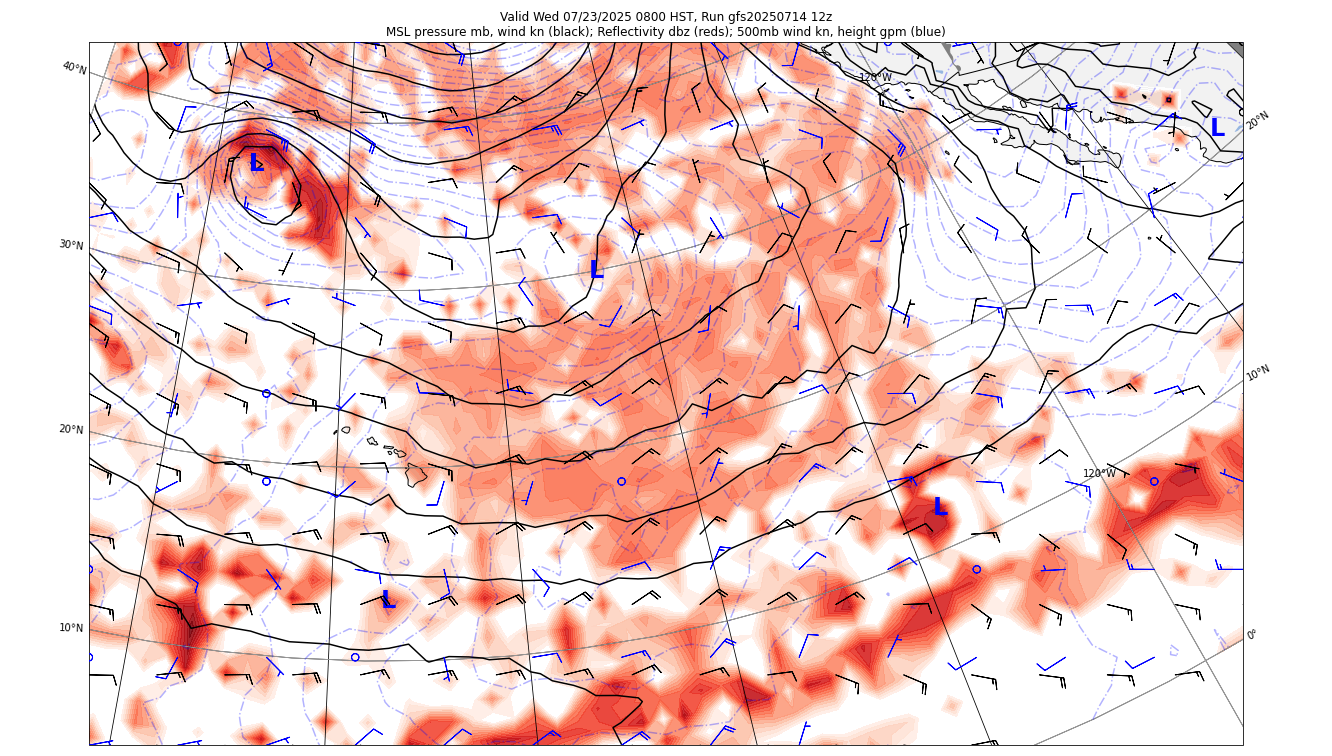 Valid Wed 07/23/2025 0800 HST, Run gfs20250714 12z
MSL pressure mb, wind kn (black); Reflectivity dbz (reds); 500mb wind kn, height gpm (blue)
40°N
120°W
20°N
L
L
30°N
L
10°N
20°N
120°W
L
L
10°N
0°